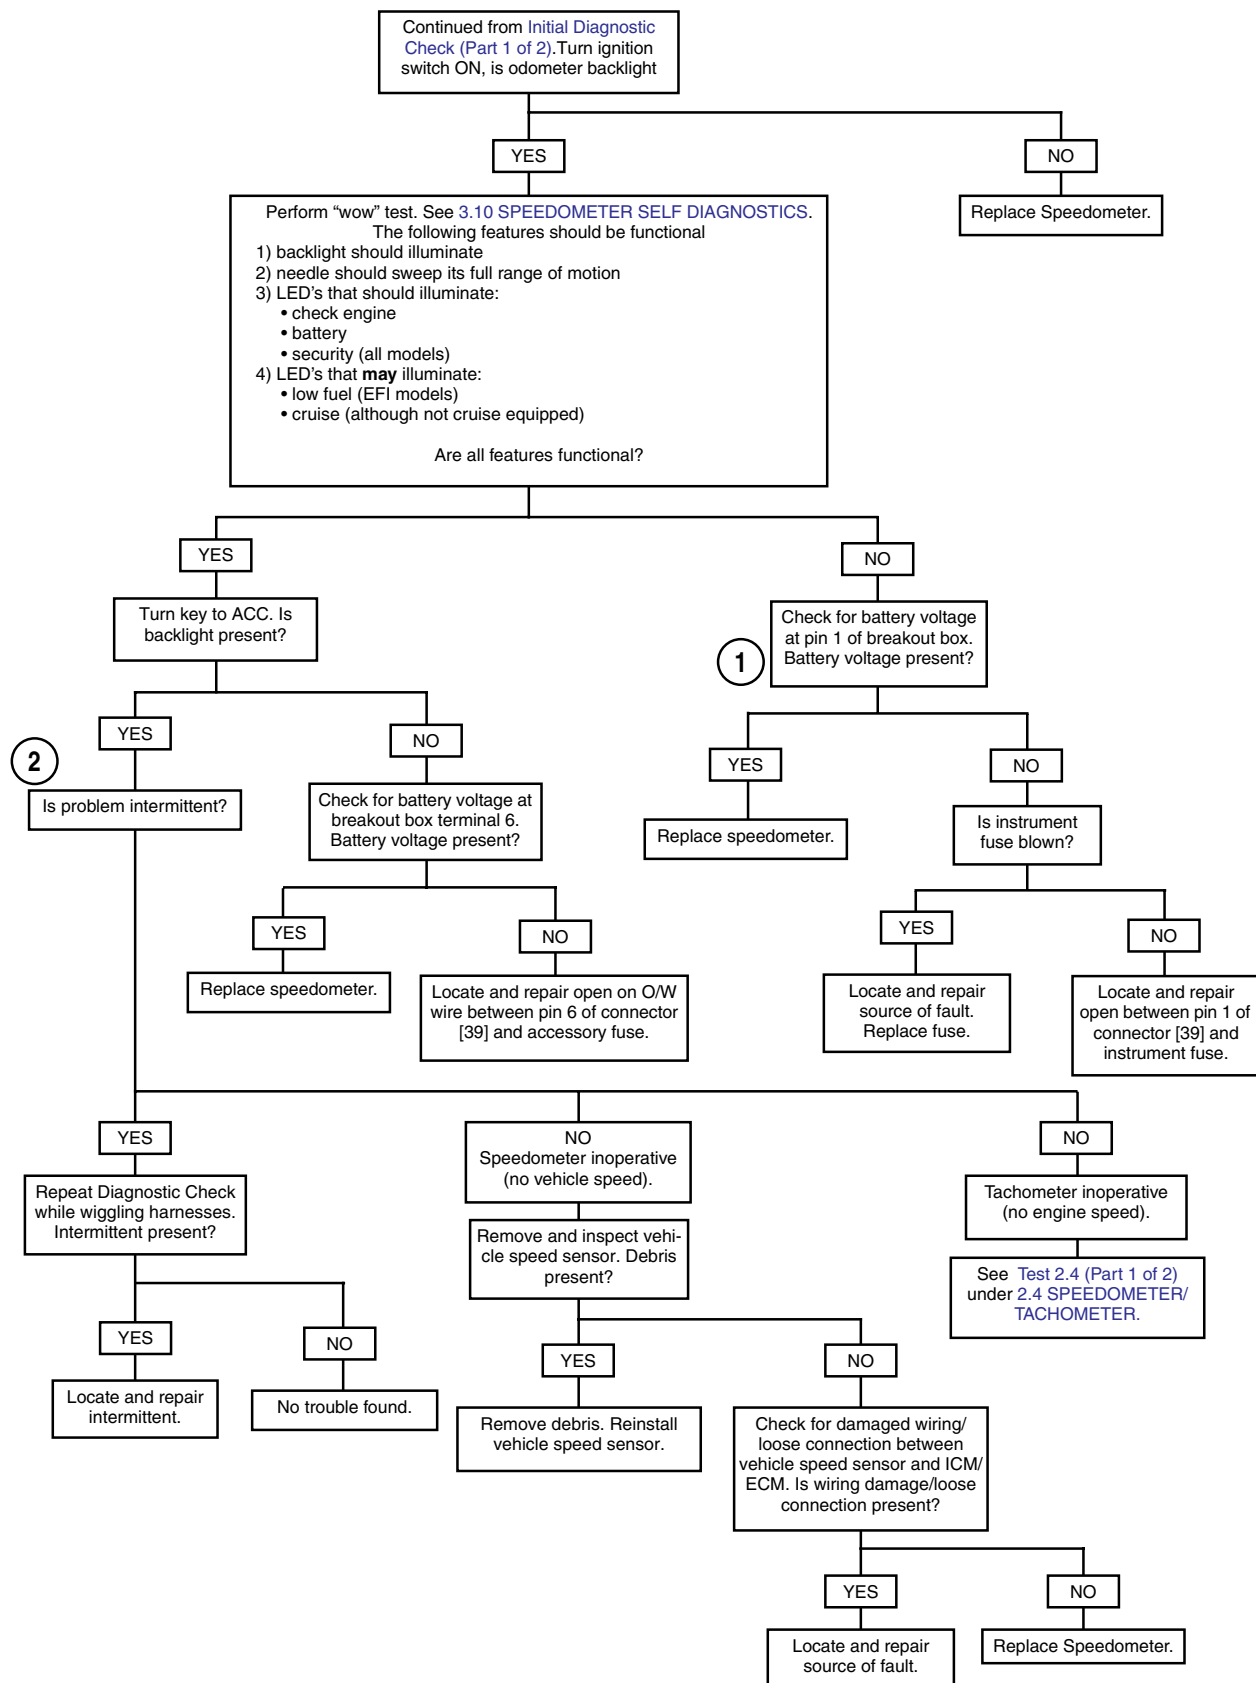 Continued from Initial Diagnostic
Check (Part 1 of 2).Turn ignition
switch ON, is odometer backlight
YES
NO
Replace Speedometer.
Perform “wow” test. See 3.10 SPEEDOMETER SELF DIAGNOSTICS.
The following features should be functional
1) backlight should illuminate
2) needle should sweep its full range of motion
3) LED's that should illuminate:
• check engine
• battery
• security (all models)
4) LED's that may illuminate:
• low fuel (EFI models)
• cruise (although not cruise equipped)
Are all features functional?
YES
NO
Turn key to ACC. Is
backlight present?
1
Check for battery voltage
at pin 1 of breakout box.
Battery voltage present?
YES
NO
YES
NO
2
Is problem intermittent?
Check for battery voltage at
breakout box terminal 6.
Battery voltage present?
Replace speedometer.
Is instrument
fuse blown?
YES
NO
YES
NO
Replace speedometer.
Locate and repair open on O/W
wire between pin 6 of connector
[39] and accessory fuse.
Locate and repair
source of fault.
Replace fuse.
Locate and repair
open between pin 1 of
connector [39] and
instrument fuse.
YES
NO
Speedometer inoperative
(no vehicle speed).
NO
Repeat Diagnostic Check
while wiggling harnesses.
Intermittent present?
Remove and inspect vehi-
cle speed sensor. Debris
present?
Tachometer inoperative
(no engine speed).
See Test 2.4 (Part 1 of 2)
under 2.4 SPEEDOMETER/
TACHOMETER.
YES
NO
YES
NO
Locate and repair
intermittent.
No trouble found.
Remove debris. Reinstall
vehicle speed sensor.
Check for damaged wiring/
loose connection between
vehicle speed sensor and ICM/
ECM. Is wiring damage/loose
connection present?
YES
NO
Locate and repair
source of fault.
Replace Speedometer.